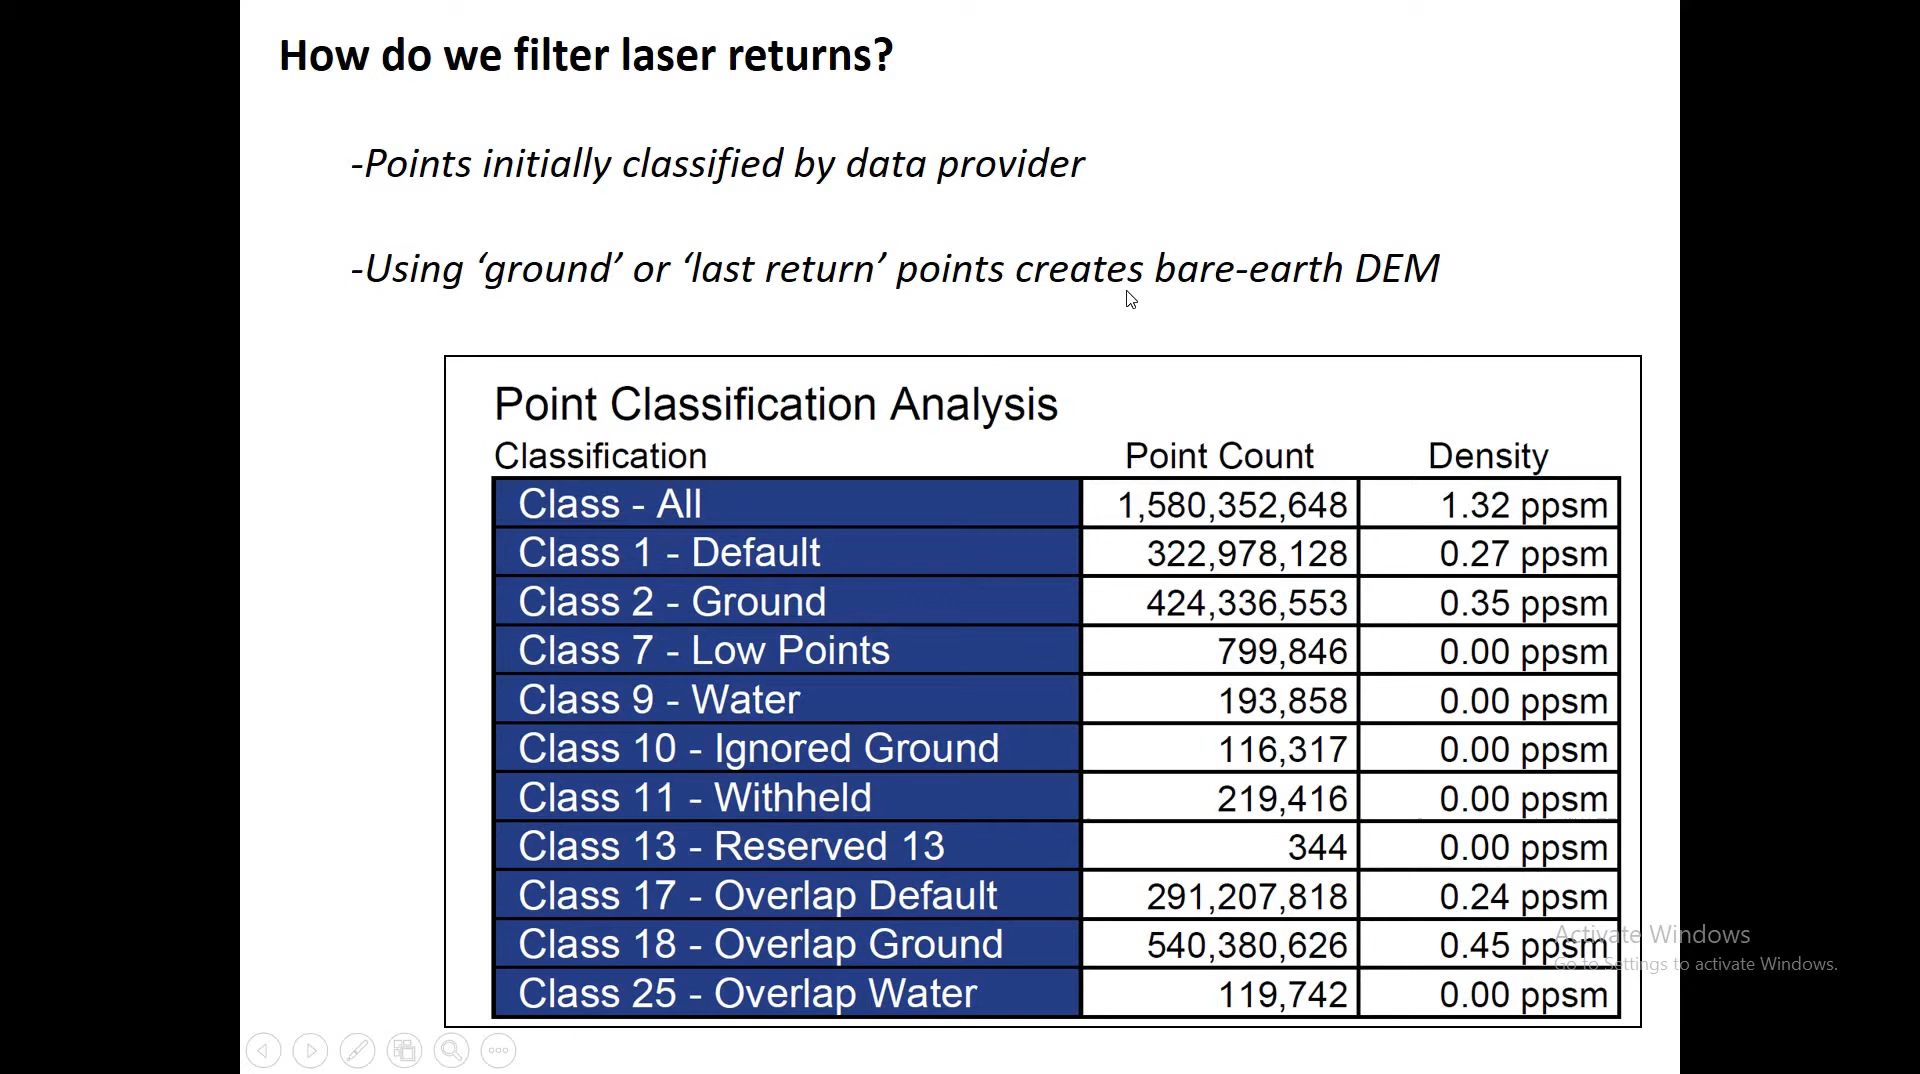 How do we filter laser returns?
-Points initially classified by data provider
-Using ‘ground’ or ‘last return’ points creates bare-earth DEM
Point Classification Analysis
Classification Point Count Density
Class - All 1,580,352,648 1.32 ppsm
Class 1 - Default 322,978,128 0.27 ppsm
Class 2 - Ground 424,336,553 0.35 ppsm
Class 7 - Low Points 799,846 0.00 ppsm
Class 9 - Water 193,858 0.00 ppsm
Class 10 - Ignored Ground 116,317 0.00 ppsm
Class 11 - Withheld 219,416 0.00 ppsm
Class 13 - Reserved 13 344 0.00 ppsm
Class 17 - Overlap Default 291,207,818 0.24 ppsm
Class 18 - Overlap Ground 540,380,626 0.45 ppsm
Class 25 - Overlap Water 119,742 0.00 ppsm
Activate Windows
Go to Settings to activate Windows.